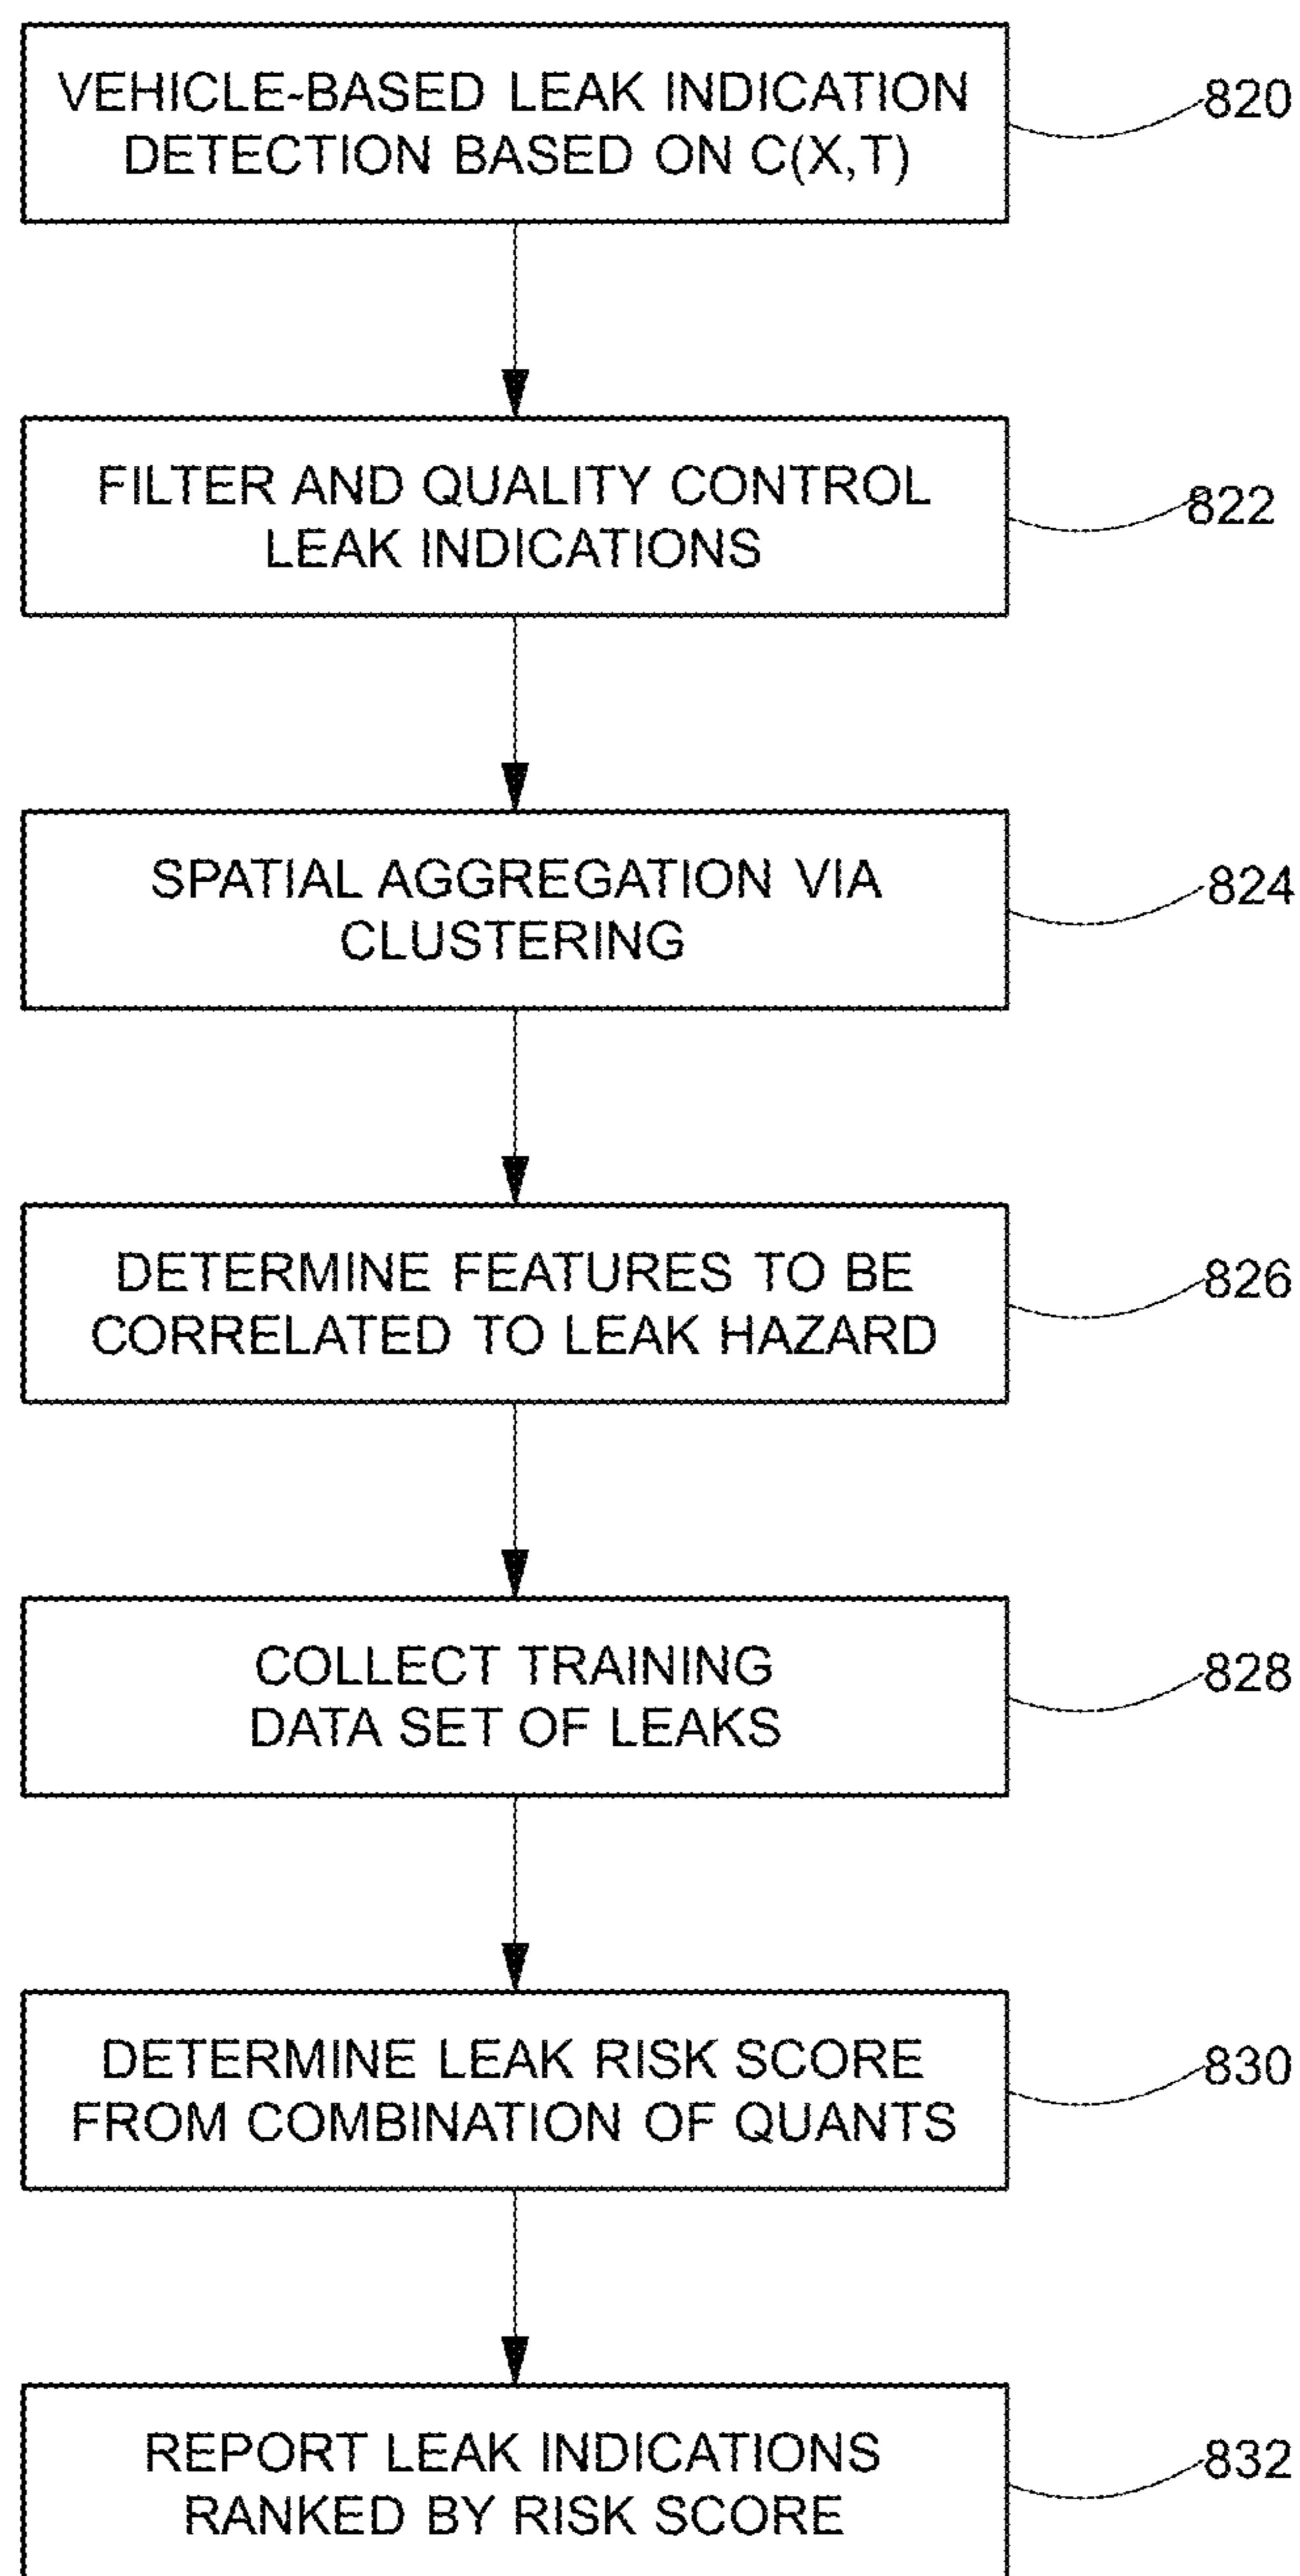 VEHICLE-BASED LEAK INDICATION
DETECTION BASED ON C(X,T)
820
FILTER AND QUALITY CONTROL
LEAK INDICATIONS
822
SPATIAL AGGREGATION VIA
CLUSTERING
824
DETERMINE FEATURES TO BE
CORRELATED TO LEAK HAZARD
826
COLLECT TRAINING
DATA SET OF LEAKS
828
DETERMINE LEAK RISK SCORE
FROM COMBINATION OF QUANTS
830
REPORT LEAK INDICATIONS
RANKED BY RISK SCORE
832